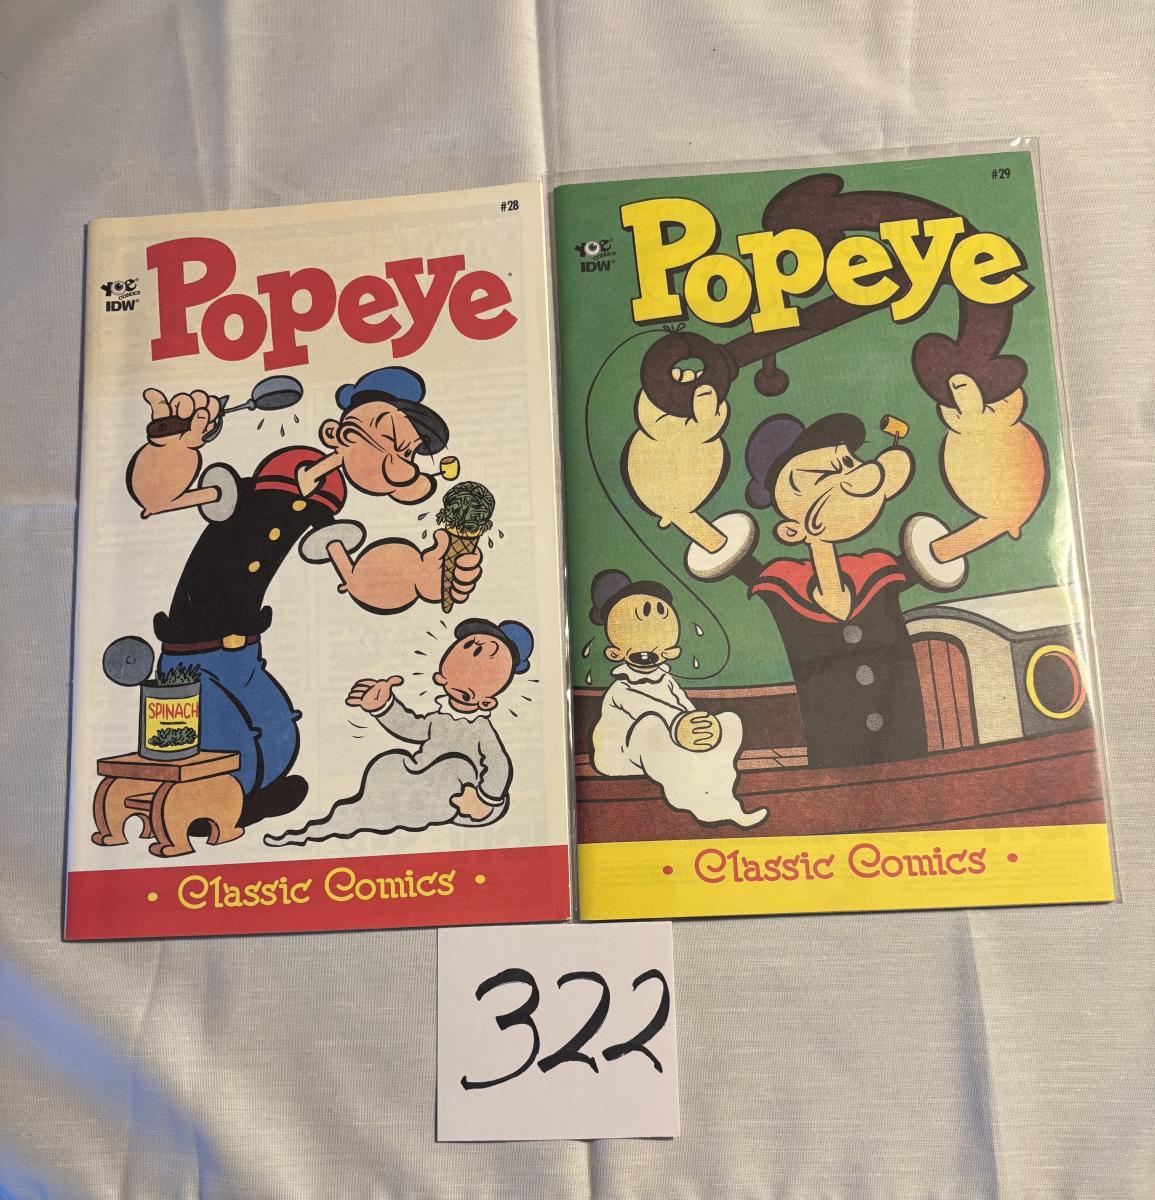 #28
YOE COMICS
IDW
Popeye
SPINACH
• Classic Comics •
#29
YOE COMICS
IDW
Popeye
• Classic Comics •
322